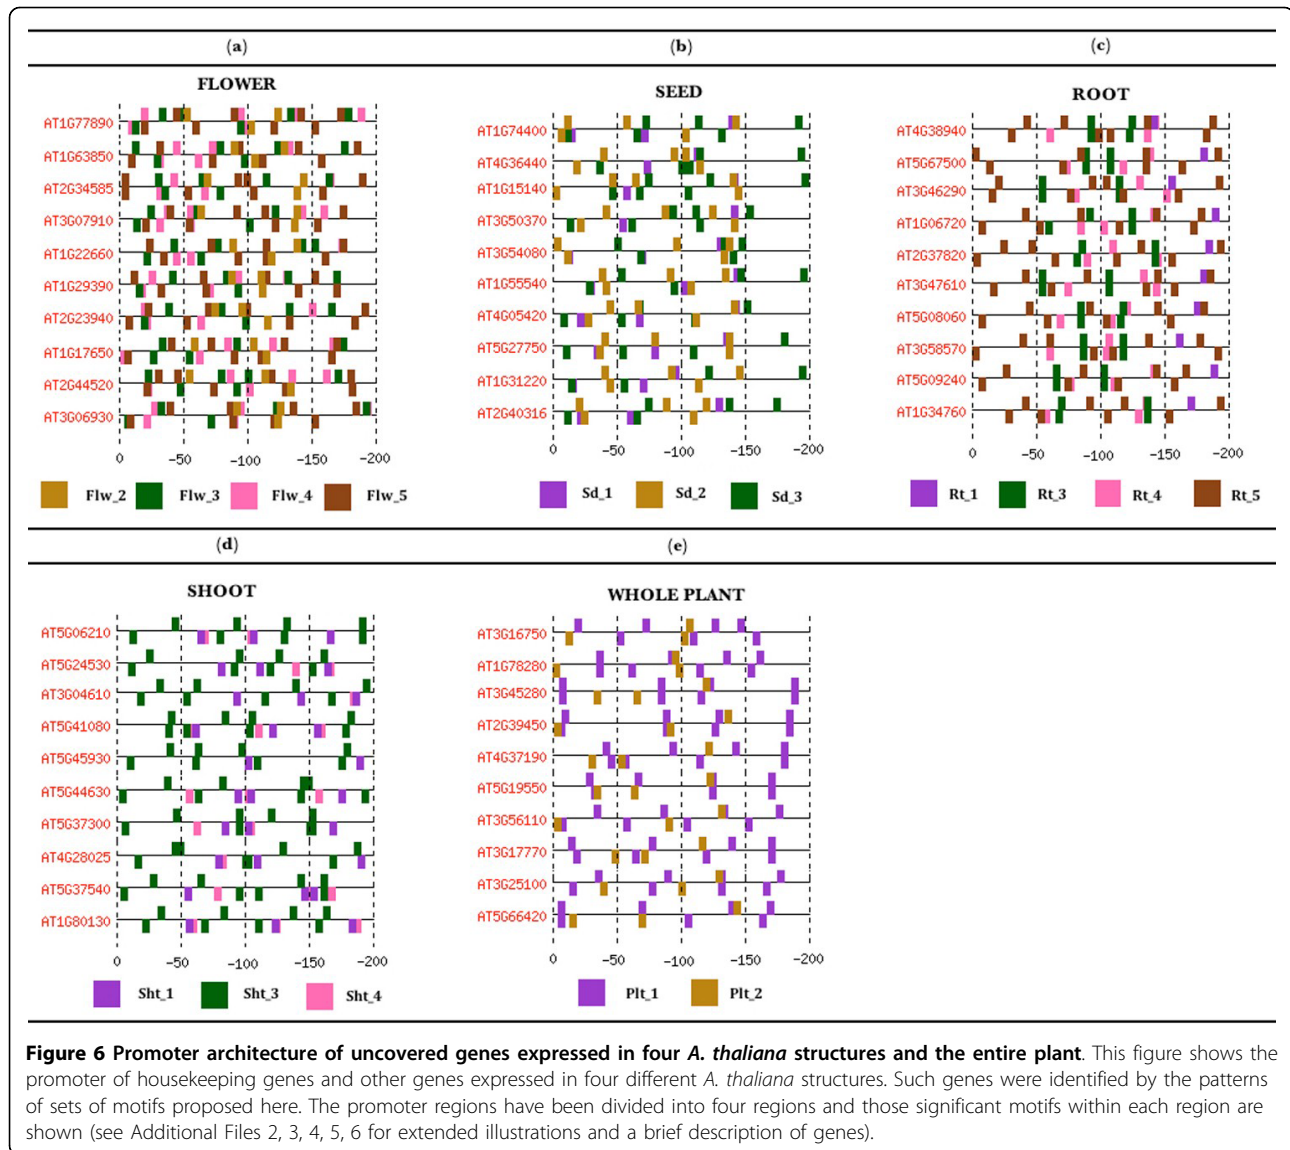 (a)
(b)
(c)
FLOWER
SEED
ROOT
AT1G77890
AT1G63850
AT2G34585
AT3G07910
AT1G22660
AT1G29390
AT2G23940
AT1G17650
AT2G44520
AT3G06930
0 -50 -100 -150 -200
Flw_2 Flw_3 Flw_4 Flw_5
AT1G74400
AT4G36440
AT1G15140
AT3G50370
AT3G54080
AT1G55540
AT4G05420
AT5G27750
AT1G31220
AT2G40316
0 -50 -100 -150 -200
Sd_1 Sd_2 Sd_3
AT4G38940
AT5G67500
AT3G46290
AT1G06720
AT2G37820
AT3G47610
AT5G08060
AT3G58570
AT5G09240
AT1G34760
0 -50 -100 -150 -200
Rt_1 Rt_3 Rt_4 Rt_5
(d)
(e)
SHOOT
WHOLE PLANT
AT5G06210
AT5G24530
AT3G04610
AT5G41080
AT5G45930
AT5G44630
AT5G37300
AT4G28025
AT5G37540
AT1G80130
0 -50 -100 -150 -200
Sht_1 Sht_3 Sht_4
AT3G16750
AT1G78280
AT3G45280
AT2G39450
AT4G37190
AT5G19550
AT3G56110
AT3G17770
AT3G25100
AT5G66420
0 -50 -100 -150 -200
Plt_1 Plt_2
Figure 6 Promoter architecture of uncovered genes expressed in four A. thaliana structures and the entire plant. This figure shows the
promoter of housekeeping genes and other genes expressed in four different A. thaliana structures. Such genes were identified by the patterns
of sets of motifs proposed here. The promoter regions have been divided into four regions and those significant motifs within each region are
shown (see Additional Files 2, 3, 4, 5, 6 for extended illustrations and a brief description of genes).